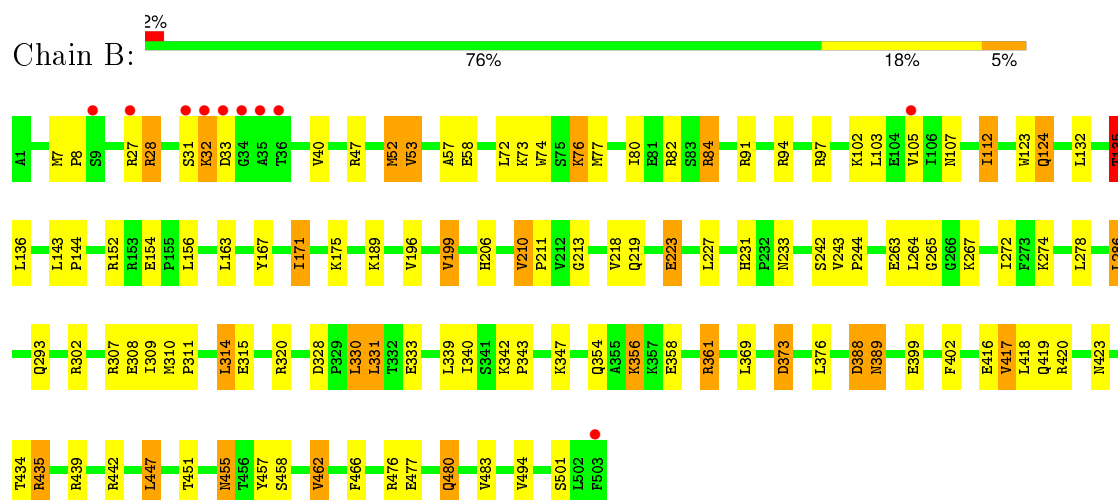 2%
Chain B:
76% 18% 5%
A1 M7 P8 S9 R27 R28 S31 K32 D33 G34 A35 T36 V40 R47 M52 V53 A57 E58 L72 K73 W74 S75 K76 M77 I80 E81 R82 S83 R84 R91 R94 R97 K102 L103 E104 V105 I106 N107 I112 W123 Q124 L132 T135
L136 L143 P144 R152 R153 E154 P155 L156 L163 Y167 I171 K175 K189 V196 V199 H206 V210 P211 V212 G213 V218 Q219 E223 L227 H231 P232 N233 S242 V243 P244 E263 L264 G265 G266 K267 I272 F273 K274 L278 L286
Q293 R302 R307 E308 I309 M310 P311 L314 E315 R320 D328 P329 L330 L331 T332 E333 L339 I340 S341 K342 P343 K347 Q354 A355 K356 K357 E358 R361 L369 D373 L376 D388 N389 E399 F402 E416 V417 L418 Q419 R420 N423
T434 R435 R439 R442 L447 T451 N455 T456 Y457 S458 V462 F466 R476 E477 Q480 V483 V494 S501 L502 F503